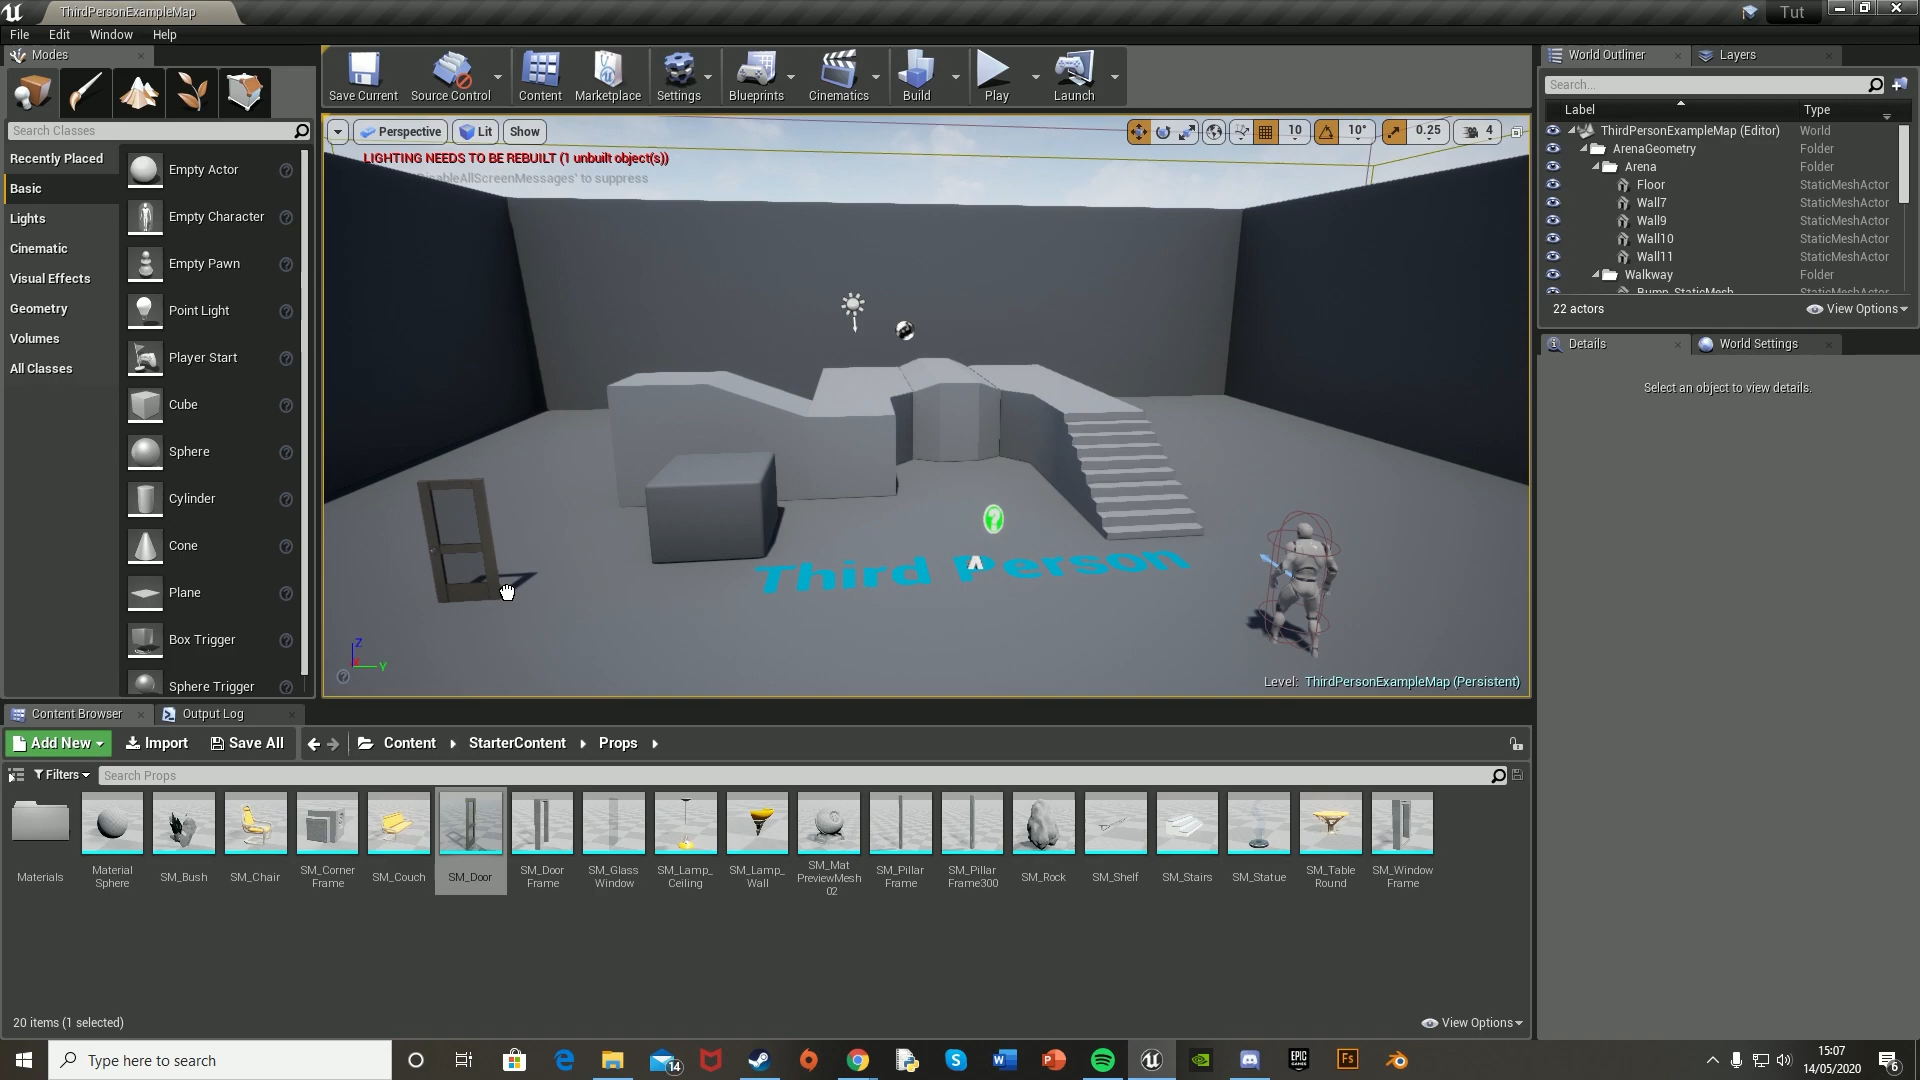 ThirdPersonExampleMap
Tut
File Edit Window Help
Modes
Search Classes
Recently Placed
Basic
Lights
Cinematic
Visual Effects
Geometry
Volumes
All Classes
Empty Actor
Empty Character
Empty Pawn
Point Light
Player Start
Cube
Sphere
Cylinder
Cone
Plane
Box Trigger
Sphere Trigger
Save Current
Source Control
Content
Marketplace
Settings
Blueprints
Cinematics
Build
Play
Launch
Perspective Lit Show
10 10° 0.25 4
LIGHTING NEEDS TO BE REBUILT (1 unbuilt object(s))
DisableAllScreenMessages' to suppress
Third Person
Z
Y
Level: ThirdPersonExampleMap (Persistent)
World Outliner Layers
Search...
Label Type
ThirdPersonExampleMap (Editor) World
ArenaGeometry Folder
Arena Folder
Floor StaticMeshActor
Wall7 StaticMeshActor
Wall9 StaticMeshActor
Wall10 StaticMeshActor
Wall11 StaticMeshActor
Walkway Folder
Bump_StaticMesh StaticMeshActor
22 actors View Options
Details World Settings
Select an object to view details.
Content Browser Output Log
Add New Import Save All Content StarterContent Props
Filters Search Props
Materials
Material Sphere
SM_Bush
SM_Chair
SM_Corner Frame
SM_Couch
SM_Door
SM_Door Frame
SM_Glass Window
SM_Lamp_ Ceiling
SM_Lamp_ Wall
SM_Mat PreviewMesh 02
SM_Pillar Frame
SM_Pillar Frame300
SM_Rock
SM_Shelf
SM_Stairs
SM_Statue
SM_Table Round
SM_Window Frame
20 items (1 selected) View Options
Type here to search
14
EPIC GAMES
Fs
15:07
14/05/2020
6